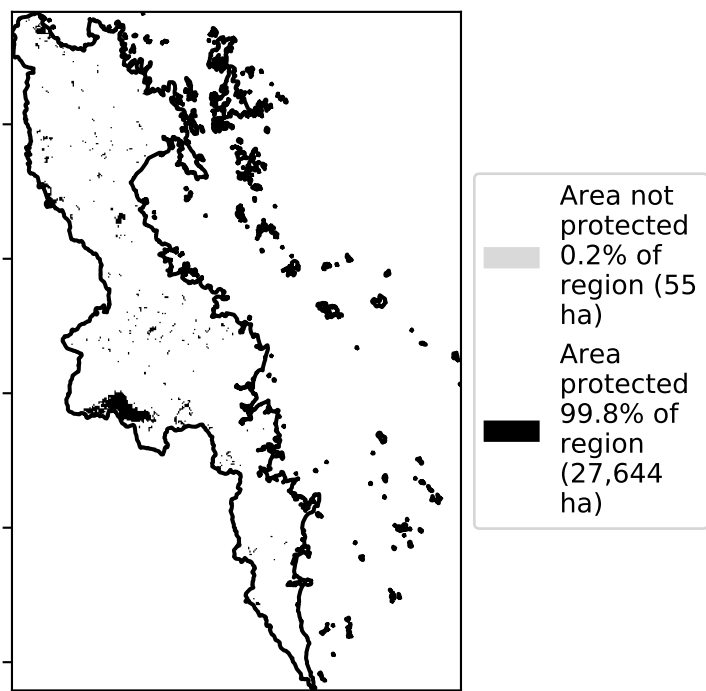 Area not
protected
0.2% of
region (55
ha)
Area
protected
99.8% of
region
(27,644
ha)